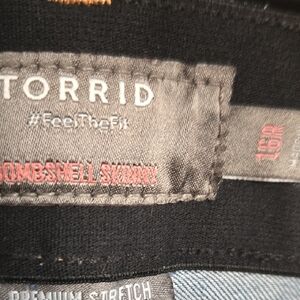 TORRID
#FeelTheFit
BOMBSHELL SKINNY
16R
PREMIUM STRETCH